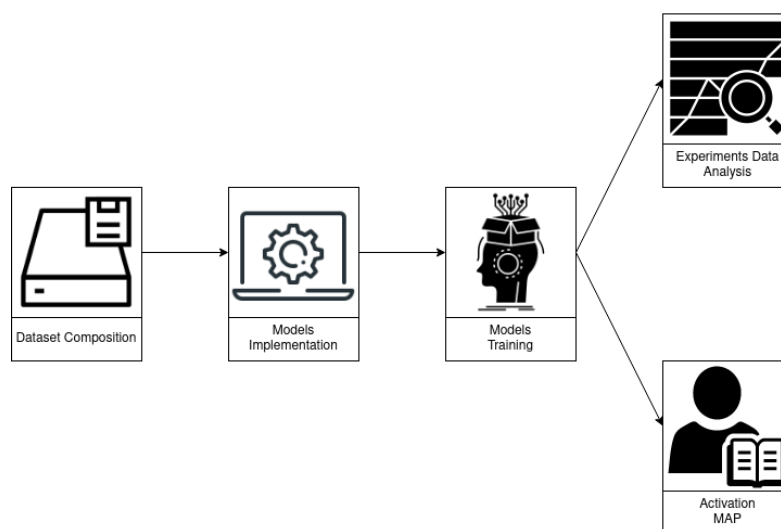 Experiments Data
Analysis
Dataset Composition
Models
Implementation
Models
Training
Activation
MAP